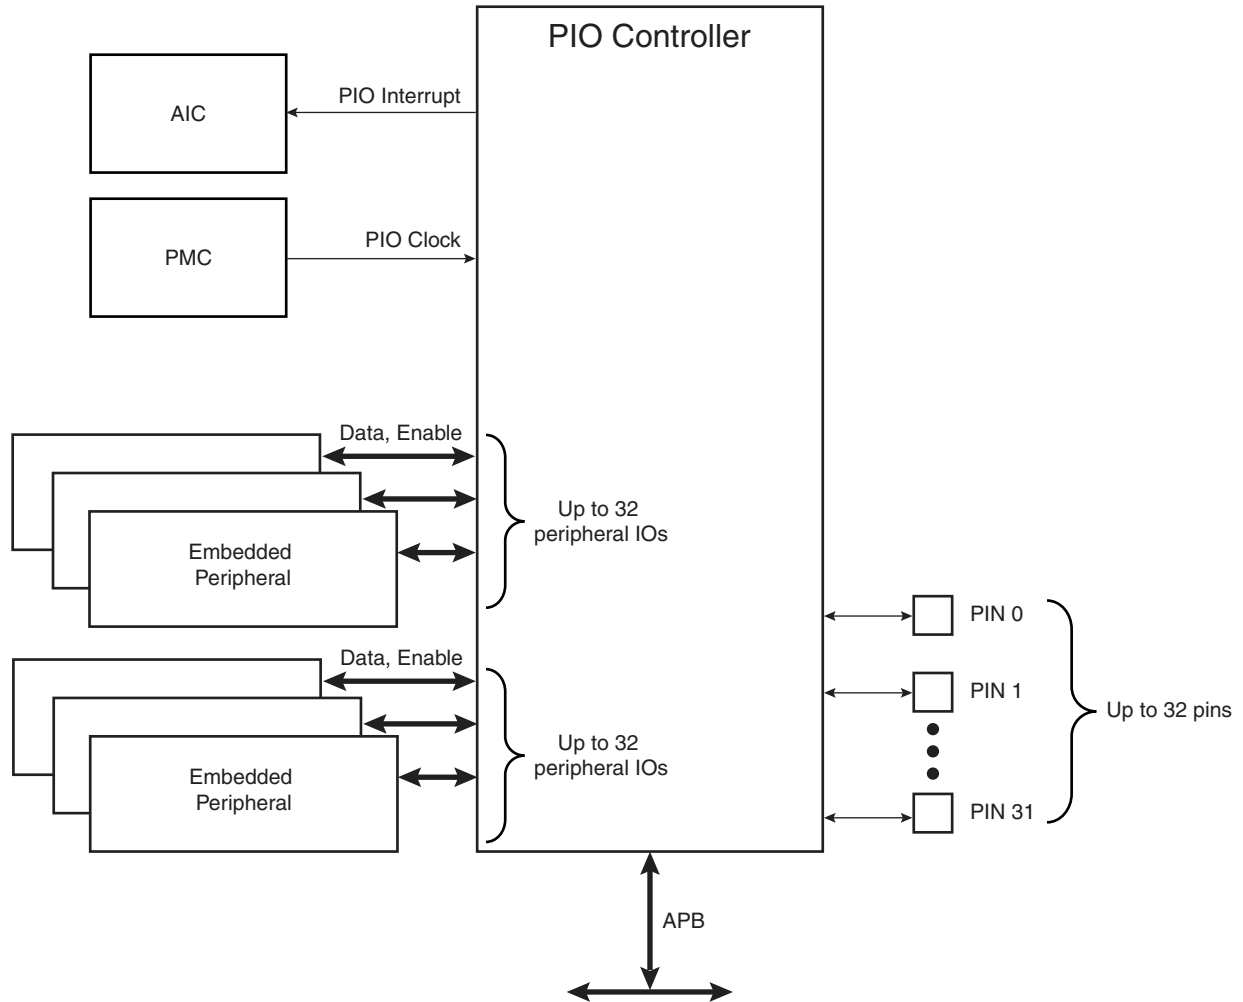 PIO Controller
AIC
PIO Interrupt
PMC
PIO Clock
Data, Enable
Up to 32
peripheral IOs
Embedded
Peripheral
Data, Enable
Up to 32
peripheral IOs
Embedded
Peripheral
PIN 0
PIN 1
Up to 32 pins
PIN 31
APB